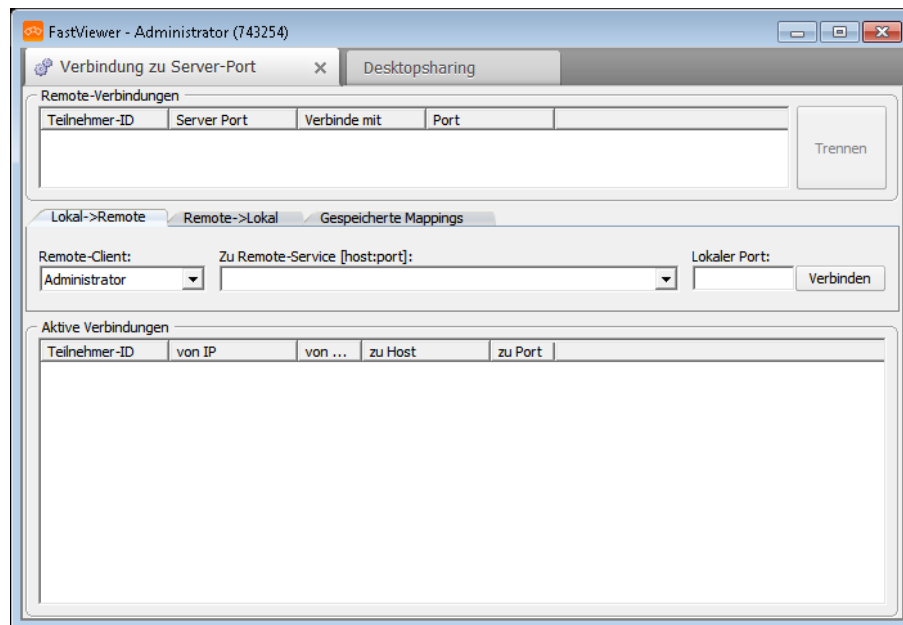 FastViewer - Administrator (743254)
Verbindung zu Server-Port
Desktopsharing
Remote-Verbindungen
Teilnehmer-ID Server Port Verbinde mit Port
Trennen
Lokal->Remote Remote->Lokal Gespeicherte Mappings
Remote-Client: Zu Remote-Service [host:port]: Lokaler Port:
Administrator Verbinden
Aktive Verbindungen
Teilnehmer-ID von IP von ... zu Host zu Port